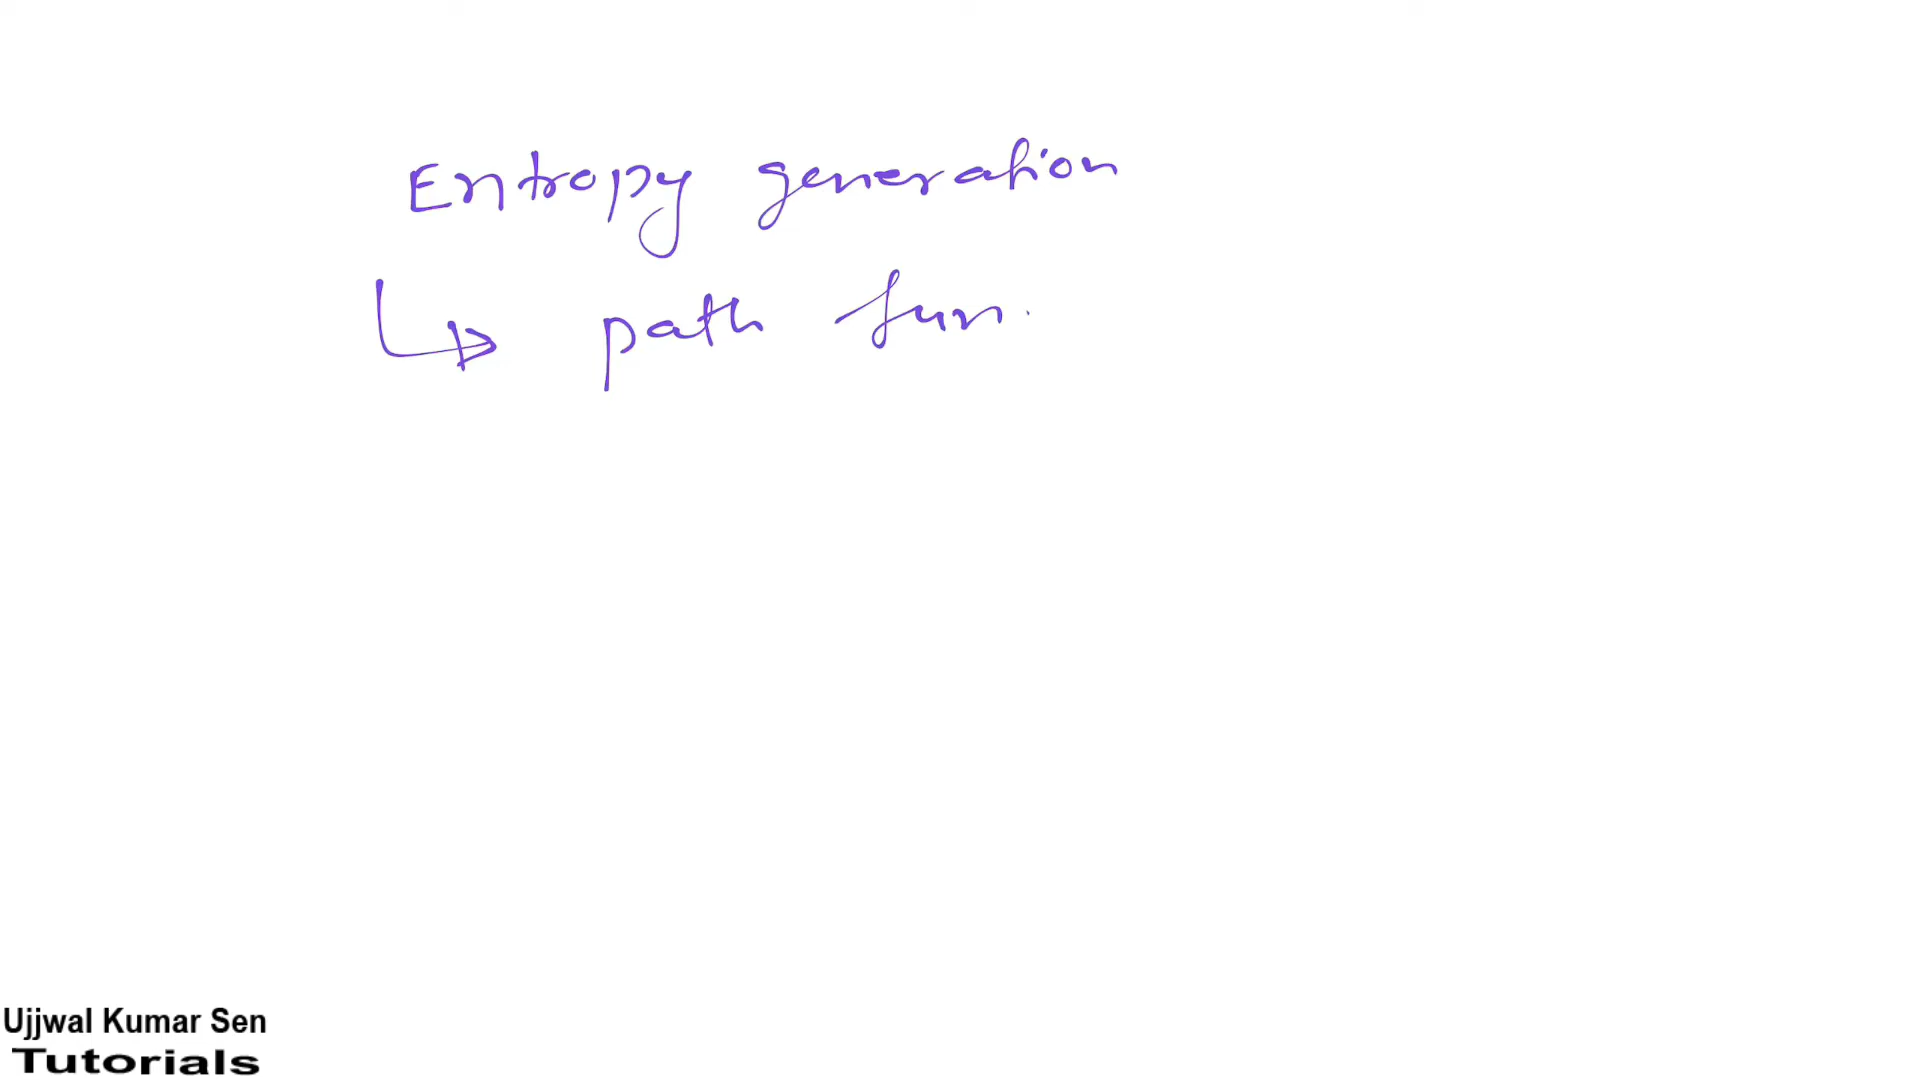 Entropy generation
↳ path fun.
Ujjwal Kumar Sen
Tutorials